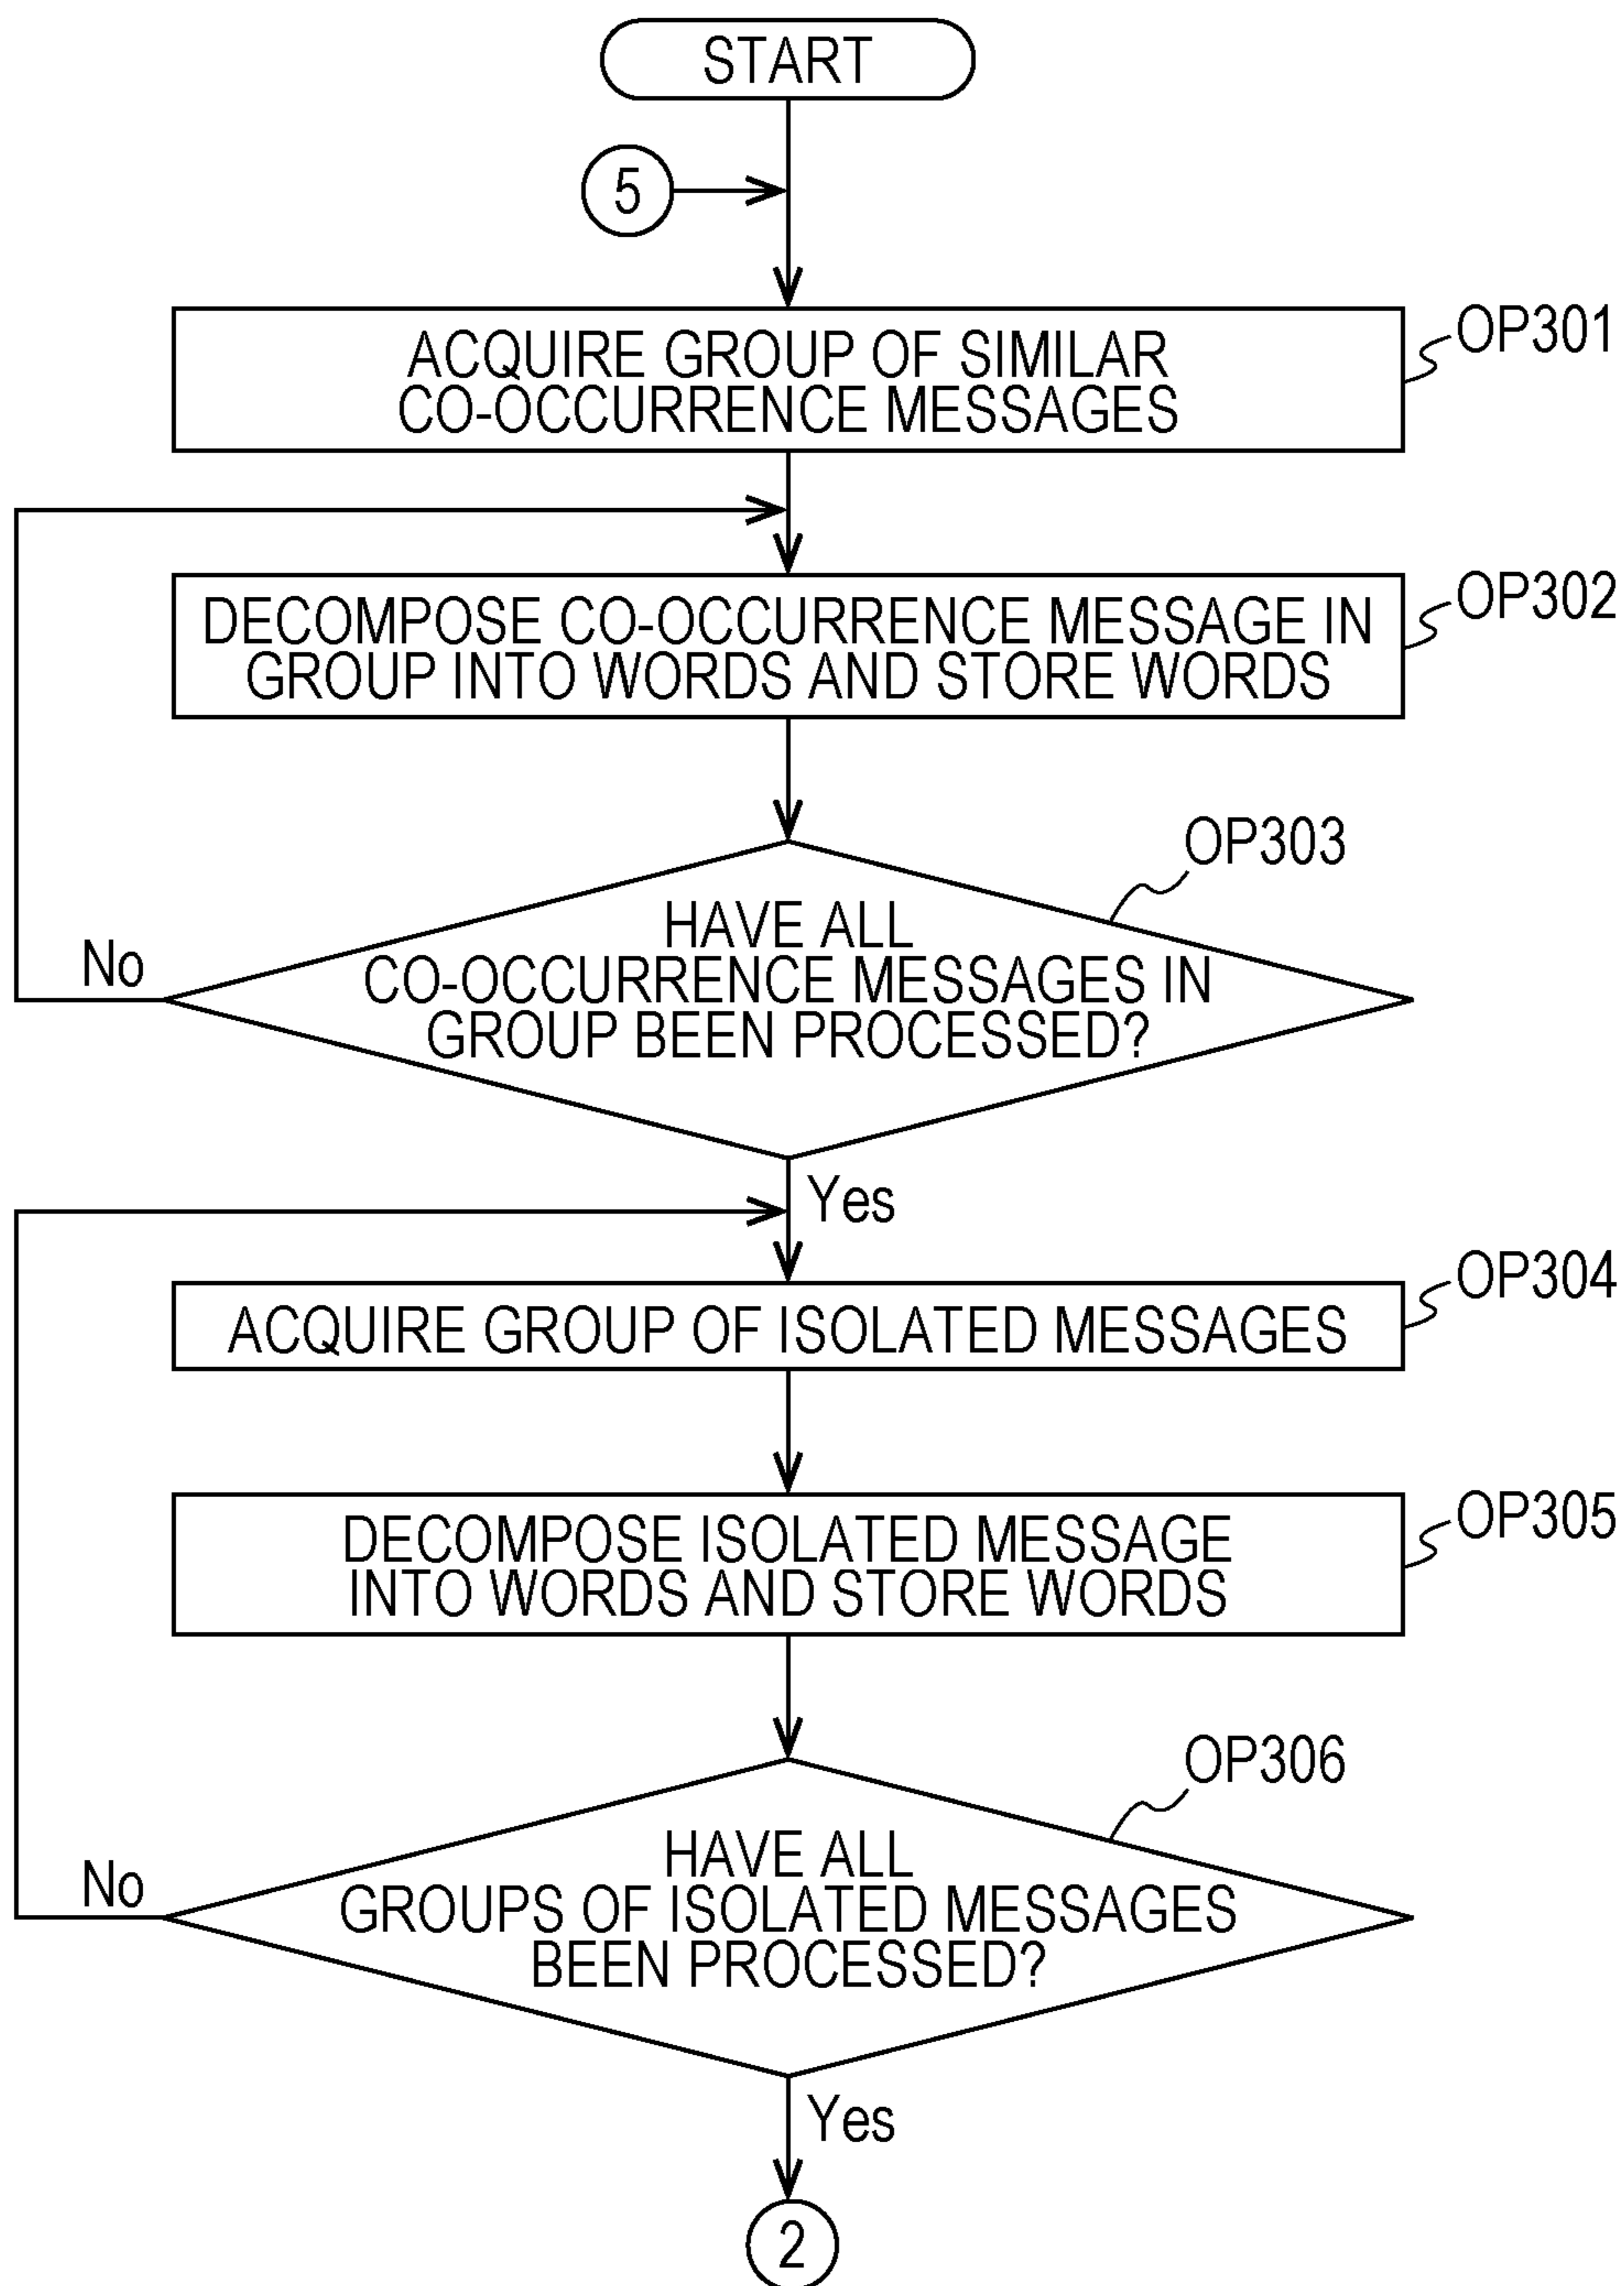 START
5
ACQUIRE GROUP OF SIMILAR
CO-OCCURRENCE MESSAGES
OP301
DECOMPOSE CO-OCCURRENCE MESSAGE IN
GROUP INTO WORDS AND STORE WORDS
OP302
OP303
HAVE ALL
CO-OCCURRENCE MESSAGES IN
GROUP BEEN PROCESSED?
No
Yes
ACQUIRE GROUP OF ISOLATED MESSAGES
OP304
DECOMPOSE ISOLATED MESSAGE
INTO WORDS AND STORE WORDS
OP305
OP306
HAVE ALL
GROUPS OF ISOLATED MESSAGES
BEEN PROCESSED?
No
Yes
2